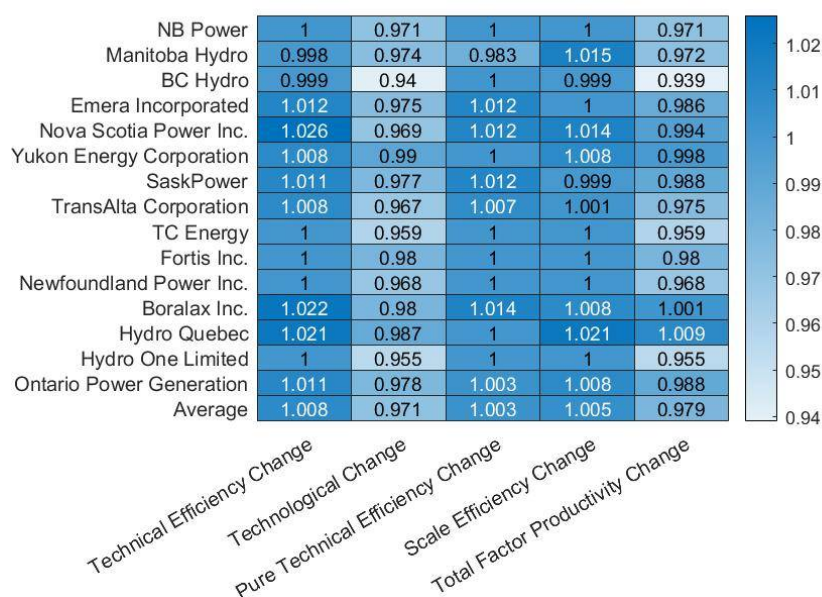 NB Power 1 0.971 1 1 0.971
Manitoba Hydro 0.998 0.974 0.983 1.015 0.972
BC Hydro 0.999 0.94 1 0.999 0.939
Emera Incorporated 1.012 0.975 1.012 1 0.986
Nova Scotia Power Inc. 1.026 0.969 1.012 1.014 0.994
Yukon Energy Corporation 1.008 0.99 1 1.008 0.998
SaskPower 1.011 0.977 1.012 0.999 0.988
TransAlta Corporation 1.008 0.967 1.007 1.001 0.975
TC Energy 1 0.959 1 1 0.959
Fortis Inc. 1 0.98 1 1 0.98
Newfoundland Power Inc. 1 0.968 1 1 0.968
Boralax Inc. 1.022 0.98 1.014 1.008 1.001
Hydro Quebec 1.021 0.987 1 1.021 1.009
Hydro One Limited 1 0.955 1 1 0.955
Ontario Power Generation 1.011 0.978 1.003 1.008 0.988
Average 1.008 0.971 1.003 1.005 0.979
Technical Efficiency Change
Technological Change
Pure Technical Efficiency Change
Scale Efficiency Change
Total Factor Productivity Change
1.02
1.01
1
0.99
0.98
0.97
0.96
0.95
0.94